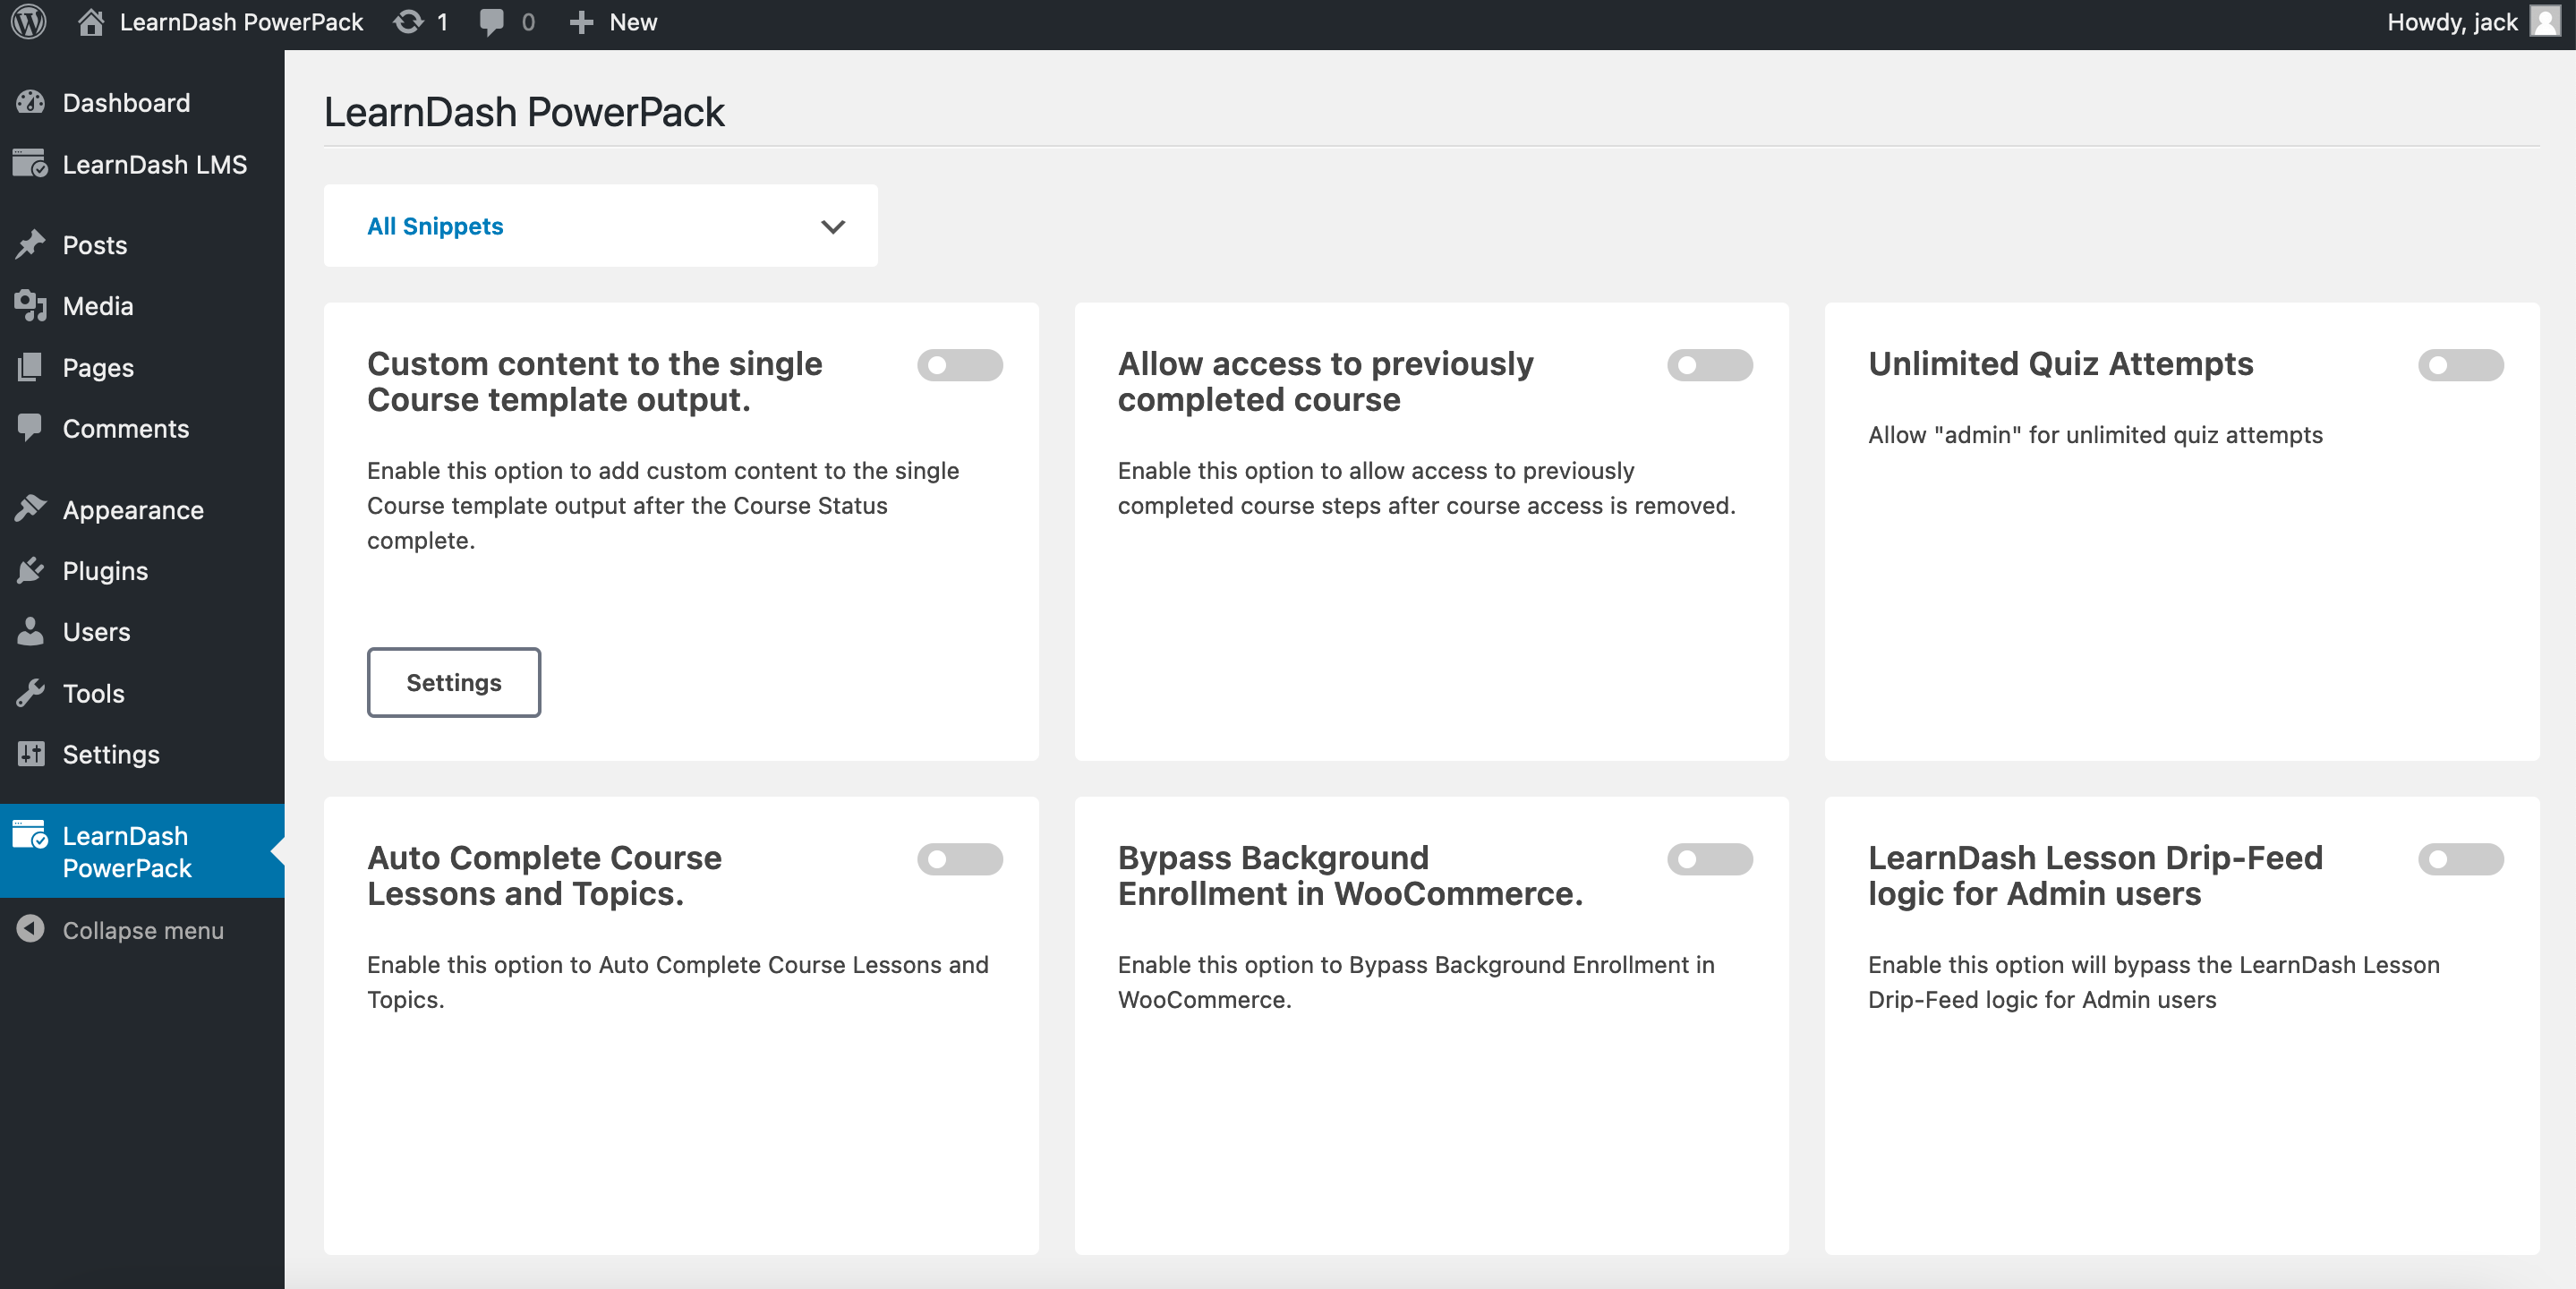 LearnDash PowerPack 1 0 New Howdy, jack
Dashboard
LearnDash LMS
Posts
Media
Pages
Comments
Appearance
Plugins
Users
Tools
Settings
LearnDash
PowerPack
Collapse menu
LearnDash PowerPack
All Snippets
Custom content to the single
Course template output.
Enable this option to add custom content to the single
Course template output after the Course Status
complete.
Settings
Allow access to previously
completed course
Enable this option to allow access to previously
completed course steps after course access is removed.
Unlimited Quiz Attempts
Allow "admin" for unlimited quiz attempts
Auto Complete Course
Lessons and Topics.
Enable this option to Auto Complete Course Lessons and
Topics.
Bypass Background
Enrollment in WooCommerce.
Enable this option to Bypass Background Enrollment in
WooCommerce.
LearnDash Lesson Drip-Feed
logic for Admin users
Enable this option will bypass the LearnDash Lesson
Drip-Feed logic for Admin users